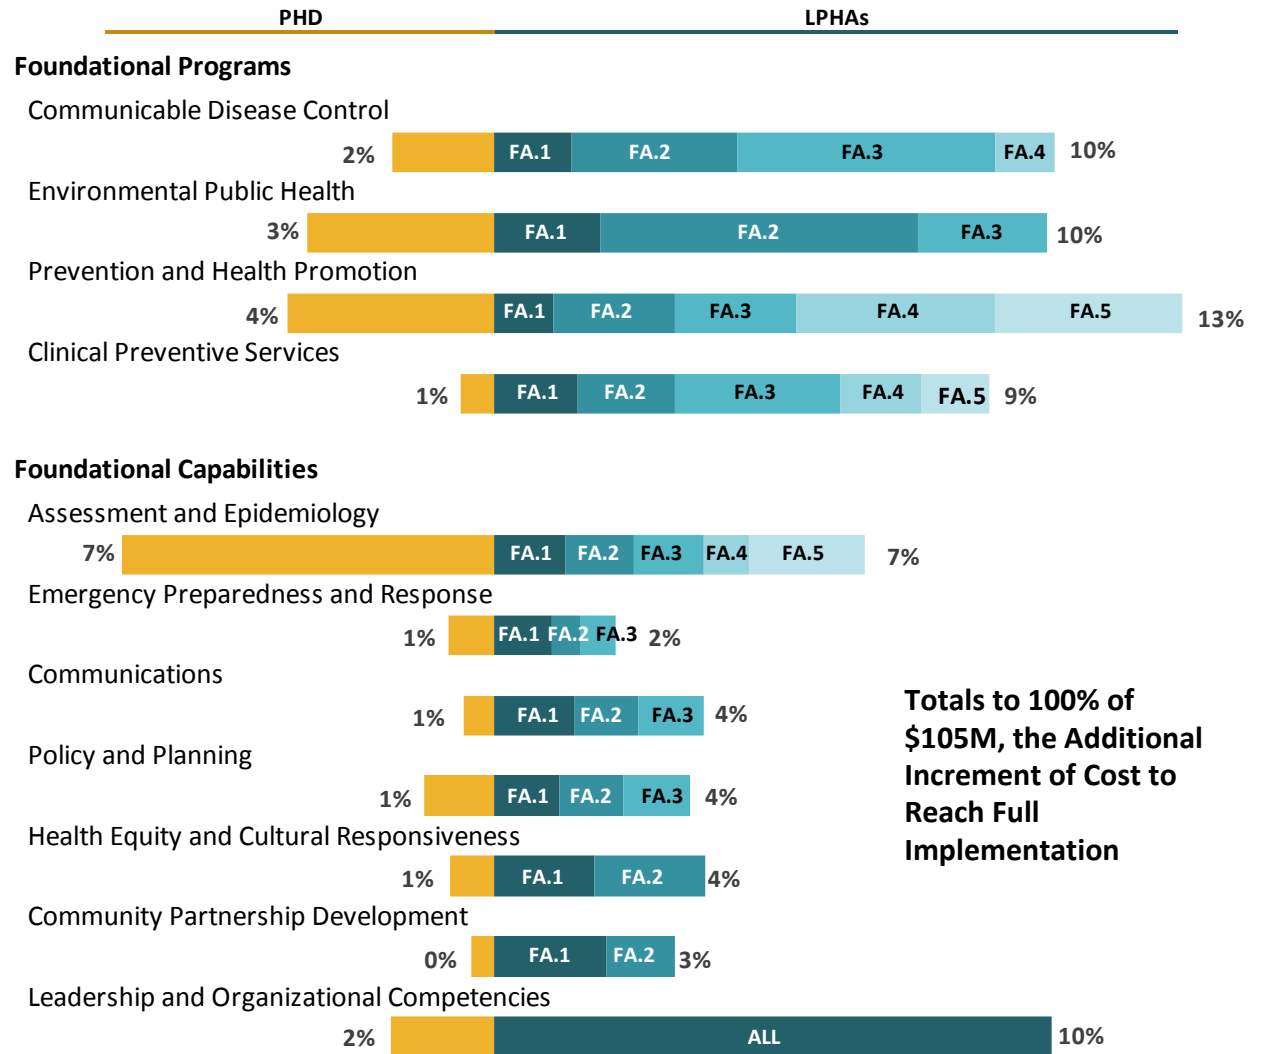 PHD LPHAs
Foundational Programs
Communicable Disease Control
2% FA.1 FA.2 FA.3 FA.4 10%
Environmental Public Health
3% FA.1 FA.2 FA.3 10%
Prevention and Health Promotion
4% FA.1 FA.2 FA.3 FA.4 FA.5 13%
Clinical Preventive Services
1% FA.1 FA.2 FA.3 FA.4 FA.5 9%
Foundational Capabilities
Assessment and Epidemiology
7% FA.1 FA.2 FA.3 FA.4 FA.5 7%
Emergency Preparedness and Response
1% FA.1 FA.2 FA.3 2%
Communications
1% FA.1 FA.2 FA.3 4%
Policy and Planning
1% FA.1 FA.2 FA.3 4%
Health Equity and Cultural Responsiveness
1% FA.1 FA.2 4%
Community Partnership Development
0% FA.1 FA.2 3%
Leadership and Organizational Competencies
2% ALL 10%
Totals to 100% of
$105M, the Additional
Increment of Cost to
Reach Full
Implementation